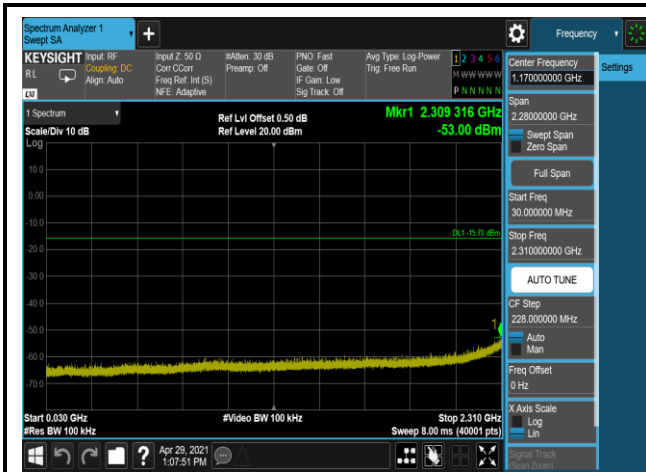 Spectrum Analyzer 1
Swept SA
+
Frequency
KEYSIGHT
RL
LXI
Input: RF
Coupling: DC
Align: Auto
Input Z: 50 Ω
Corr CCorr
Freq Ref: Int (S)
NFE: Adaptive
#Atten: 30 dB
Preamp: Off
PNO: Fast
Gate: Off
IF Gain: Low
Sig Track: Off
Avg Type: Log-Power
Trig: Free Run
1 2 3 4 5 6
M W W W W W
P N N N N N
1 Spectrum
Scale/Div 10 dB
Log
Ref Lvl Offset 0.50 dB
Ref Level 20.00 dBm
Mkr1 2.309 316 GHz
-53.00 dBm
10.0
0.00
-10.0
DL1 -15.70 dBm
-20.0
-30.0
-40.0
-50.0
1
-60.0
-70.0
Start 0.030 GHz
#Video BW 100 kHz
Stop 2.310 GHz
#Res BW 100 kHz
Sweep 8.00 ms (40001 pts)
Center Frequency
1.170000000 GHz
Settings
Span
2.28000000 GHz
Swept Span
Zero Span
Full Span
Start Freq
30.000000 MHz
Stop Freq
2.310000000 GHz
AUTO TUNE
CF Step
228.000000 MHz
Auto
Man
Freq Offset
0 Hz
X Axis Scale
Log
Lin
Signal Track
(Span Zoom)
?
Apr 29, 2021
1:07:51 PM